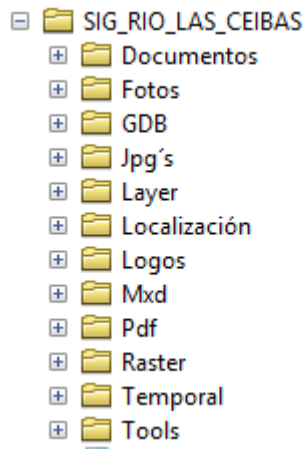 SIG_RIO_LAS_CEIBAS
Documentos
Fotos
GDB
Jpg´s
Layer
Localización
Logos
Mxd
Pdf
Raster
Temporal
Tools